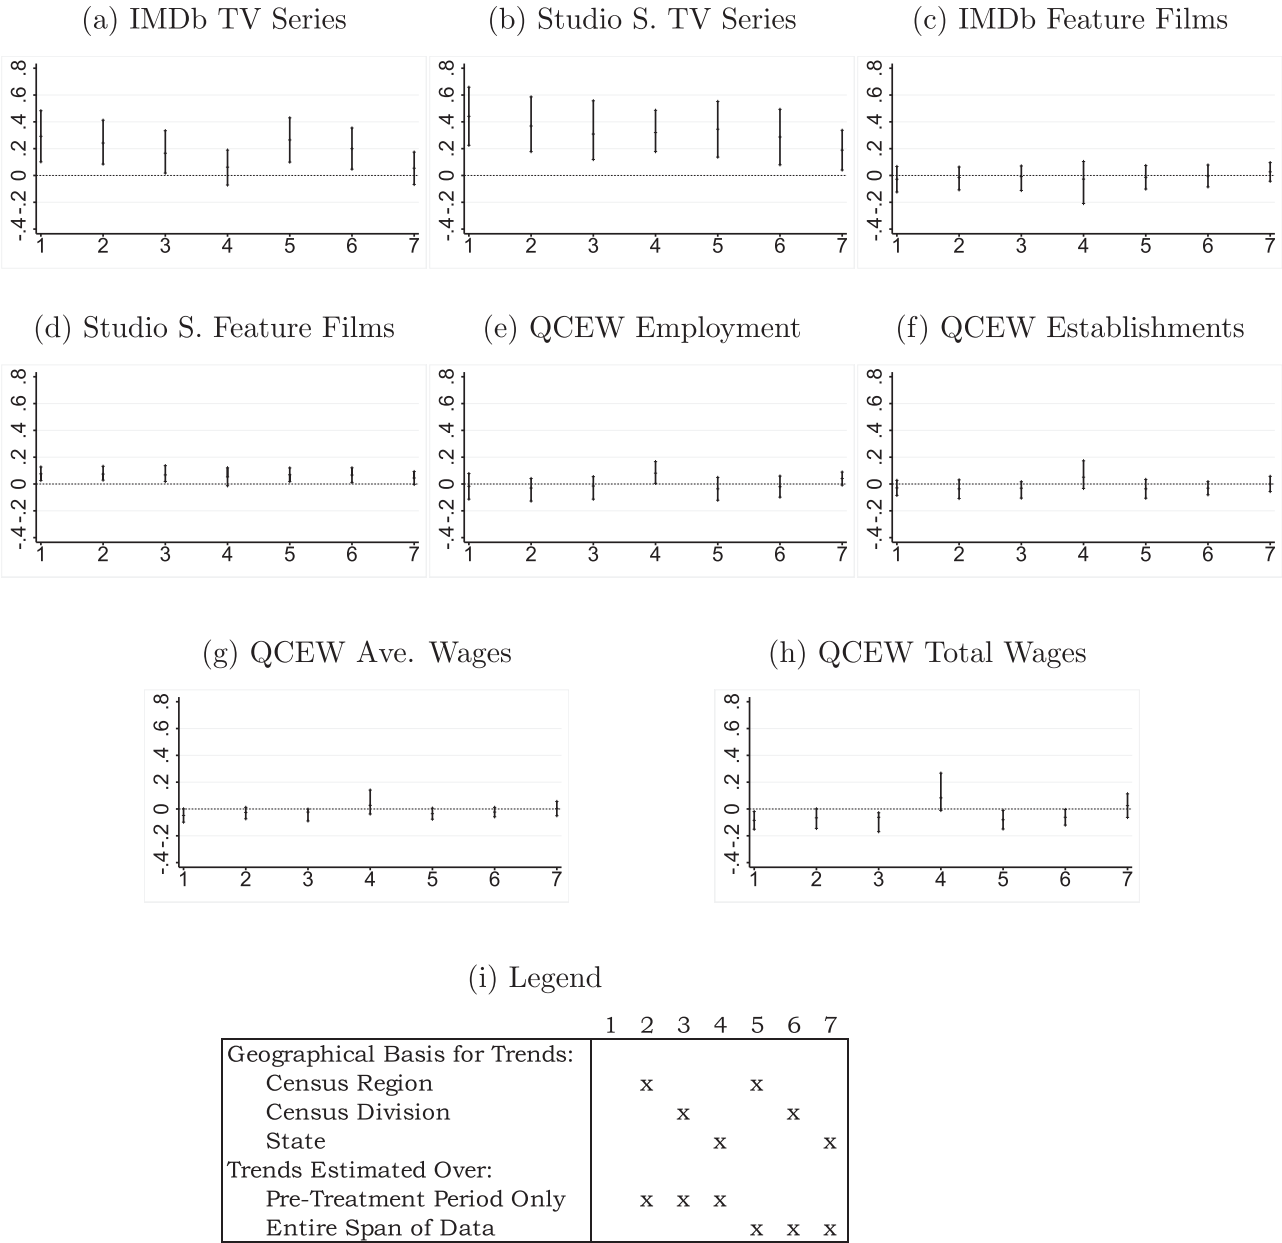 (a) IMDb TV Series
(b) Studio S. TV Series
(c) IMDb Feature Films
-.4 -.2 0 .2 .4 .6 .8
1 2 3 4 5 6 7
-.4 -.2 0 .2 .4 .6 .8
1 2 3 4 5 6 7
-.4 -.2 0 .2 .4 .6 .8
1 2 3 4 5 6 7
(d) Studio S. Feature Films
(e) QCEW Employment
(f) QCEW Establishments
-.4 -.2 0 .2 .4 .6 .8
1 2 3 4 5 6 7
-.4 -.2 0 .2 .4 .6 .8
1 2 3 4 5 6 7
-.4 -.2 0 .2 .4 .6 .8
1 2 3 4 5 6 7
(g) QCEW Ave. Wages
(h) QCEW Total Wages
-.4 -.2 0 .2 .4 .6 .8
1 2 3 4 5 6 7
-.4 -.2 0 .2 .4 .6 .8
1 2 3 4 5 6 7
(i) Legend
1 2 3 4 5 6 7
Geographical Basis for Trends:
Census Region x x
Census Division x x
State x x
Trends Estimated Over:
Pre-Treatment Period Only x x x
Entire Span of Data x x x